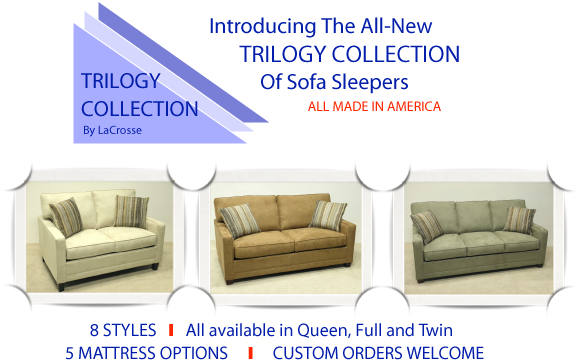 Introducing The All-New
TRILOGY COLLECTION
Of Sofa Sleepers
ALL MADE IN AMERICA
TRILOGY
COLLECTION
By LaCrosse
8 STYLES | All available in Queen, Full and Twin
5 MATTRESS OPTIONS | CUSTOM ORDERS WELCOME